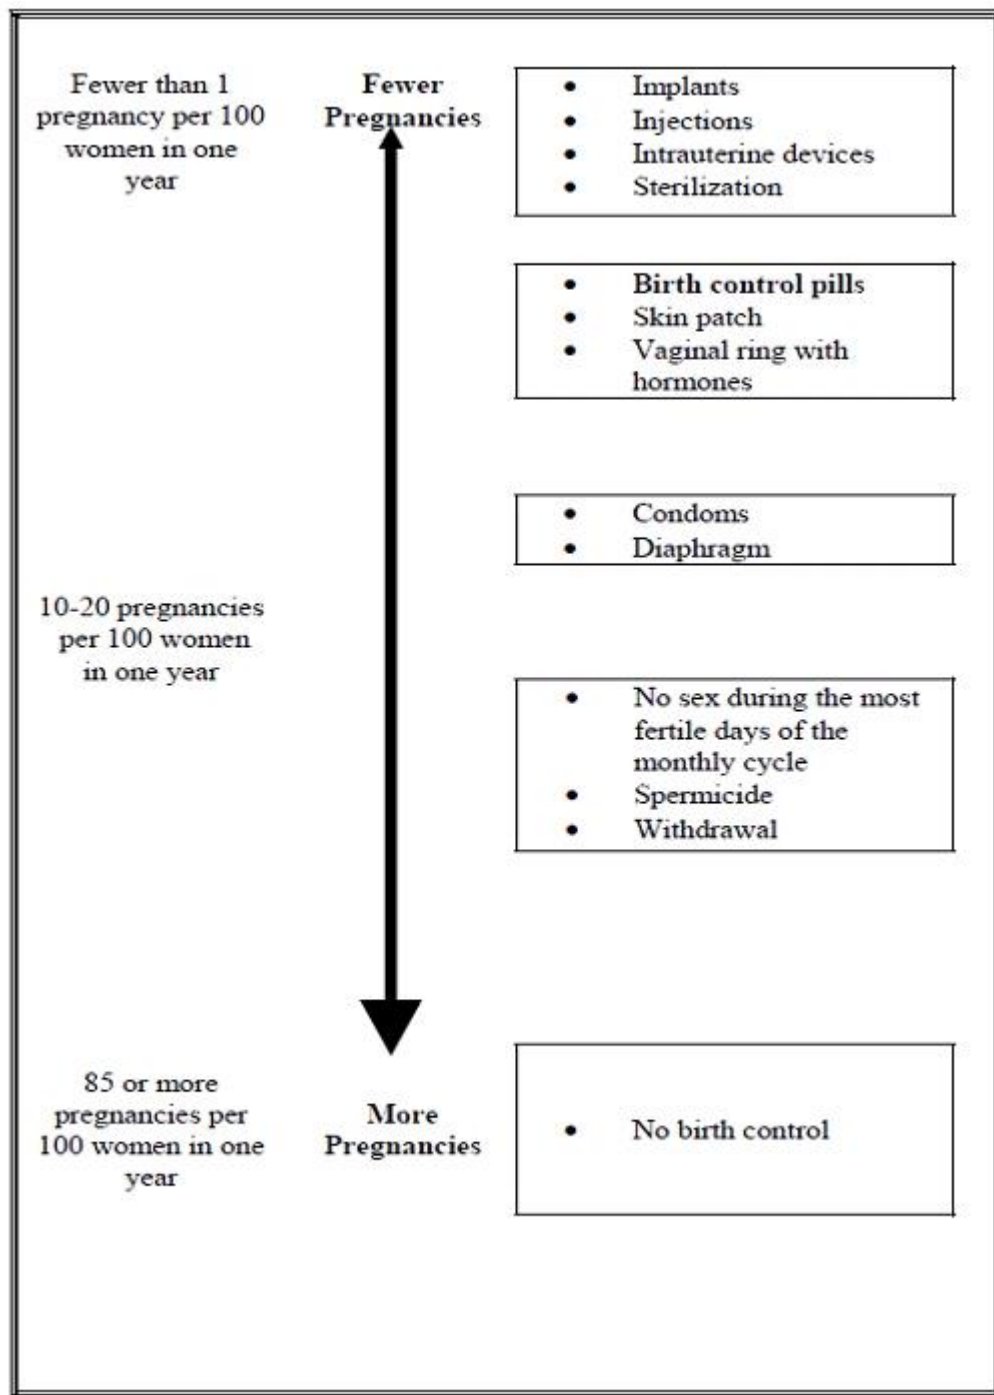 Fewer than 1
pregnancy per 100
women in one
year
Fewer
Pregnancies
• Implants
• Injections
• Intrauterine devices
• Sterilization
• Birth control pills
• Skin patch
• Vaginal ring with
hormones
• Condoms
• Diaphragm
10-20 pregnancies
per 100 women
in one year
• No sex during the most
fertile days of the
monthly cycle
• Spermicide
• Withdrawal
85 or more
pregnancies per
100 women in one
year
More
Pregnancies
• No birth control